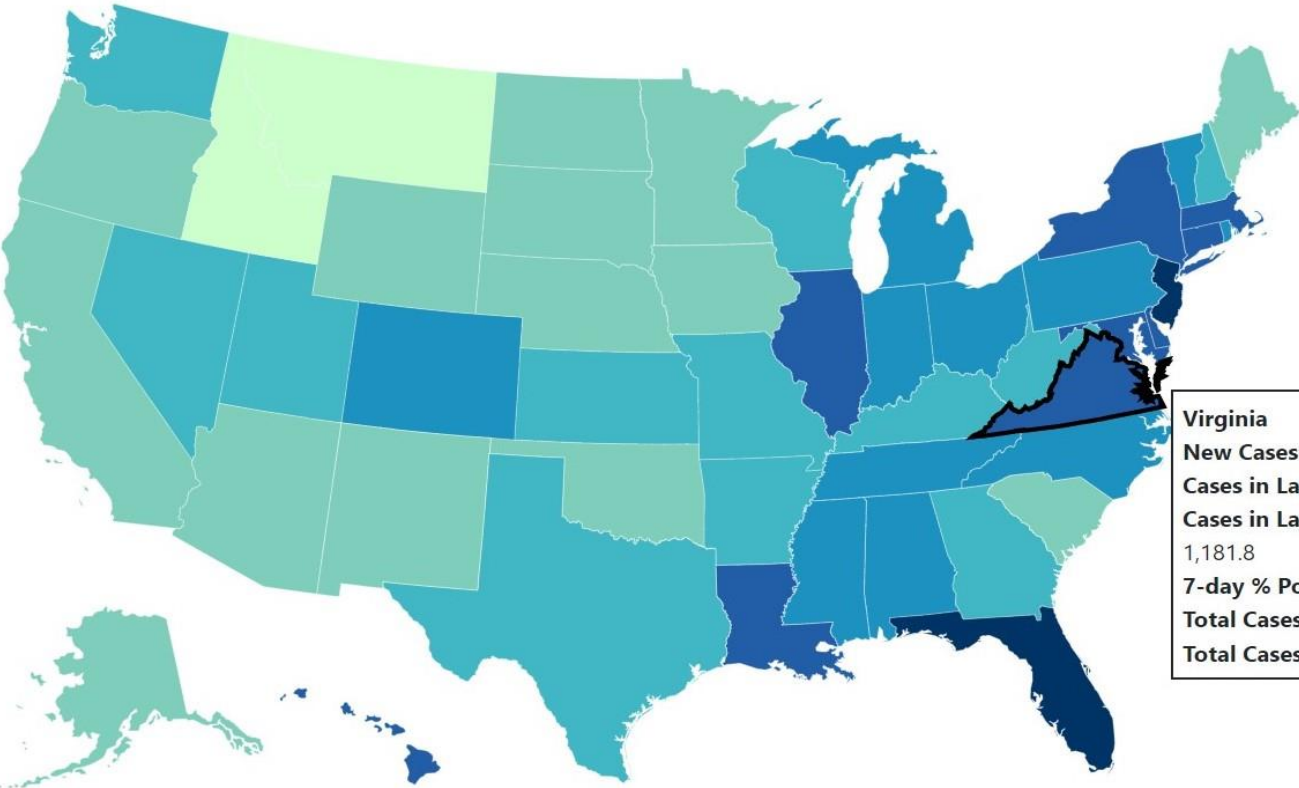 Virginia
New Cases
Cases in La
Cases in La
1,181.8
7-day % Po
Total Cases
Total Cases